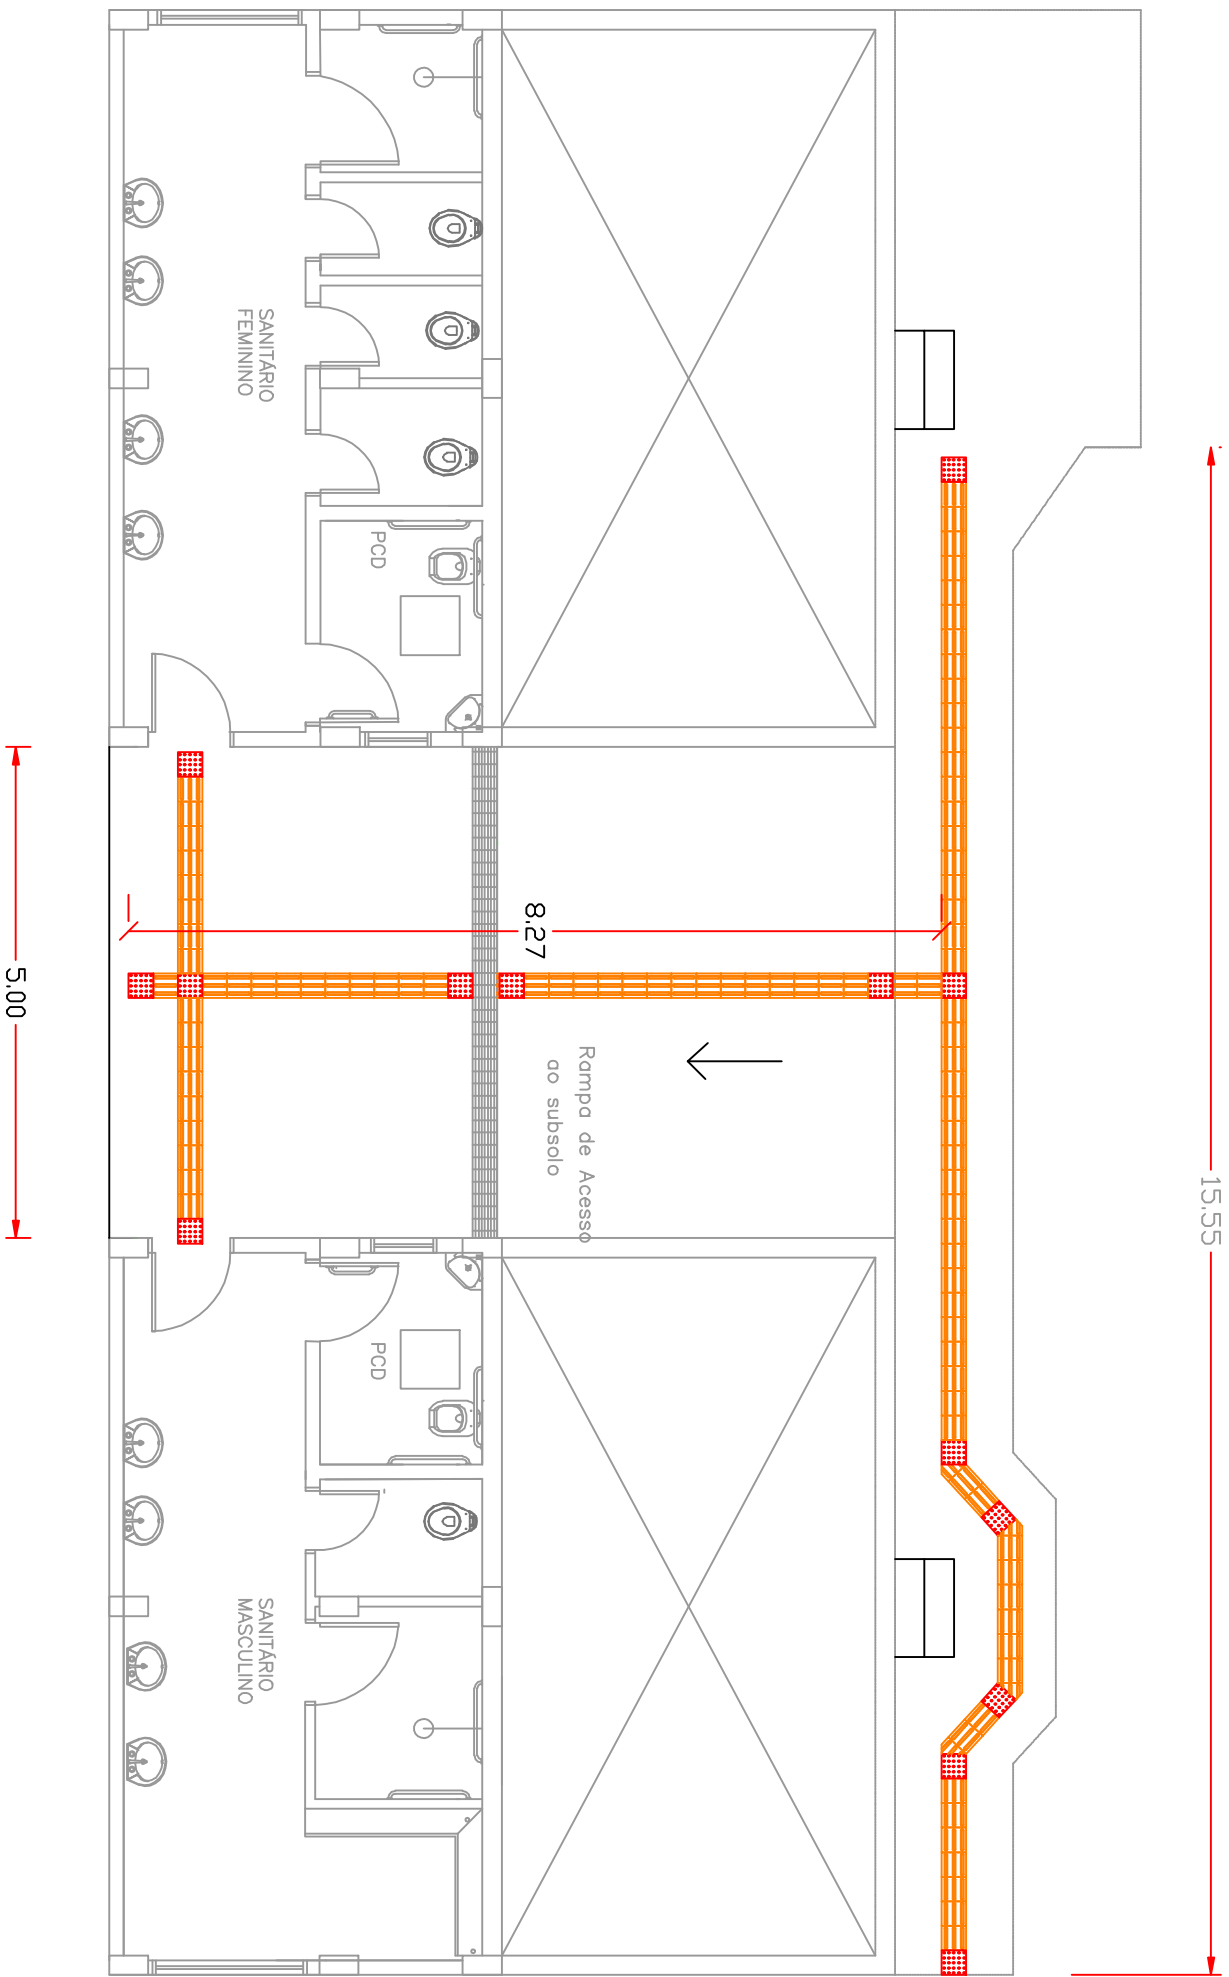 SANITÁRIO
FEMININO
PCD
8.27
5.00
Rampa de Acesso
ao subsolo
15.55
PCD
SANITÁRIO
MASCULINO